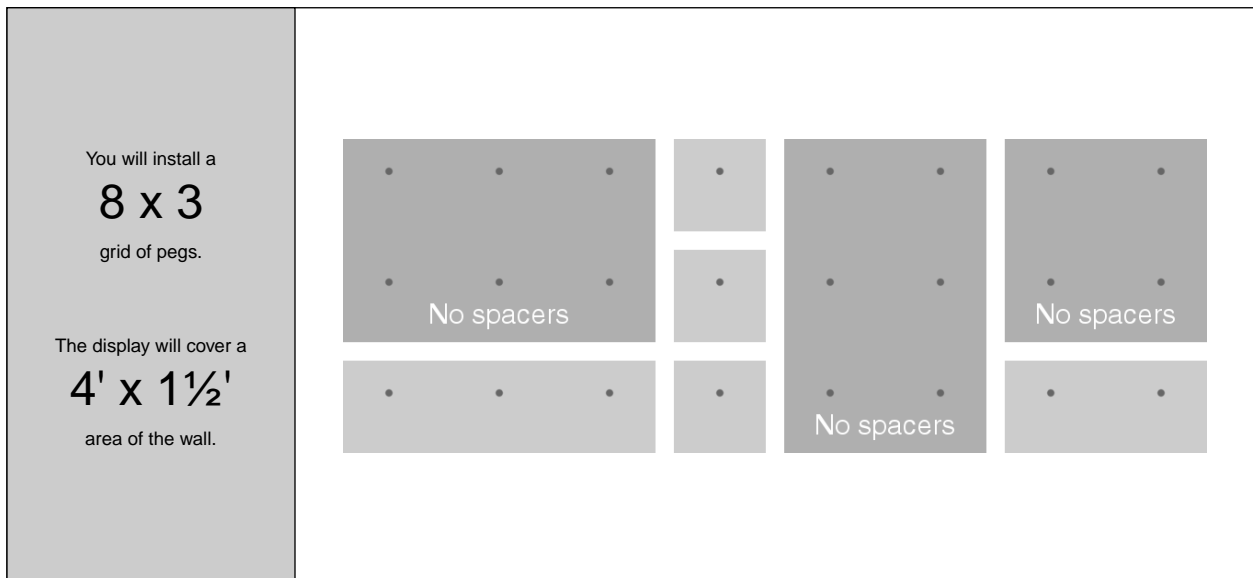 You will install a
8 x 3
grid of pegs.
The display will cover a
4' x 1½'
area of the wall.
No spacers
No spacers
No spacers